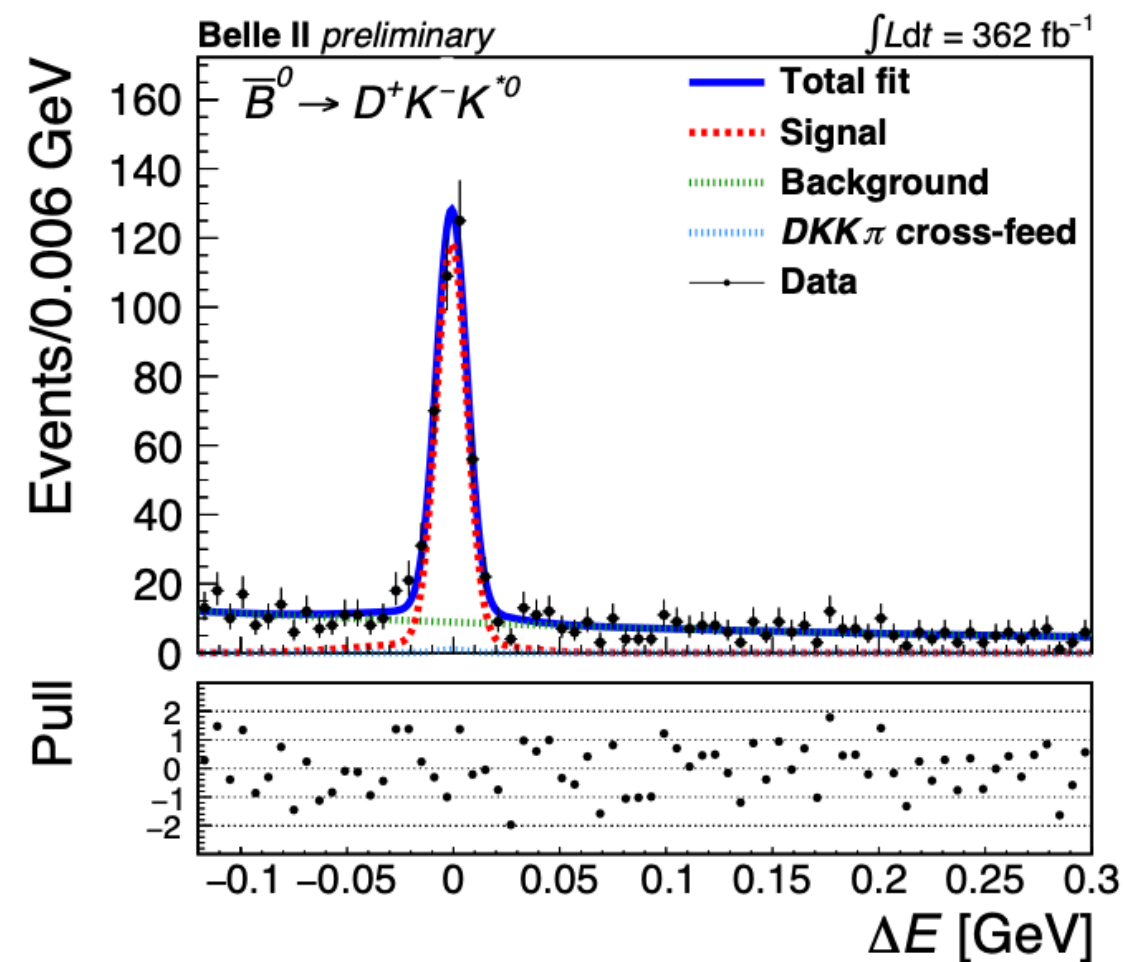 Belle II preliminary ∫Ldt = 362 fb⁻¹
B̅⁰ → D⁺K⁻K*⁰
Total fit
Signal
Background
DKKπ cross-feed
Data
Events/0.006 GeV
160
140
120
100
80
60
40
20
0
Pull
2
1
0
−1
−2
−0.1 −0.05 0 0.05 0.1 0.15 0.2 0.25 0.3
ΔE [GeV]